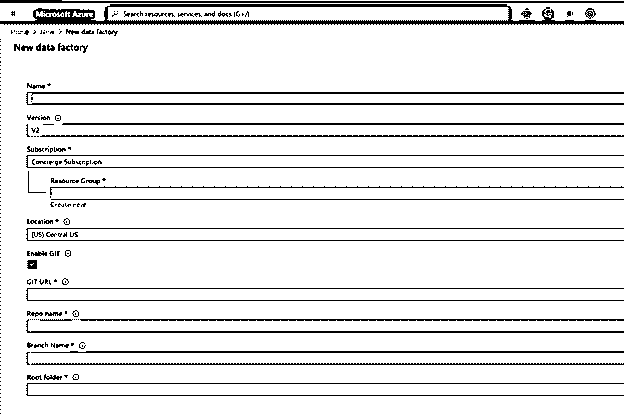 Microsoft Azure
Search resources, services, and docs (G+/)
Home > New > New data factory
New data factory
Name *
Version
V2
Subscription *
Concierge Subscription
Resource Group *
Create new
Location *
(US) Central US
Enable GIT
GIT URL *
Repo name *
Branch Name *
Root folder *